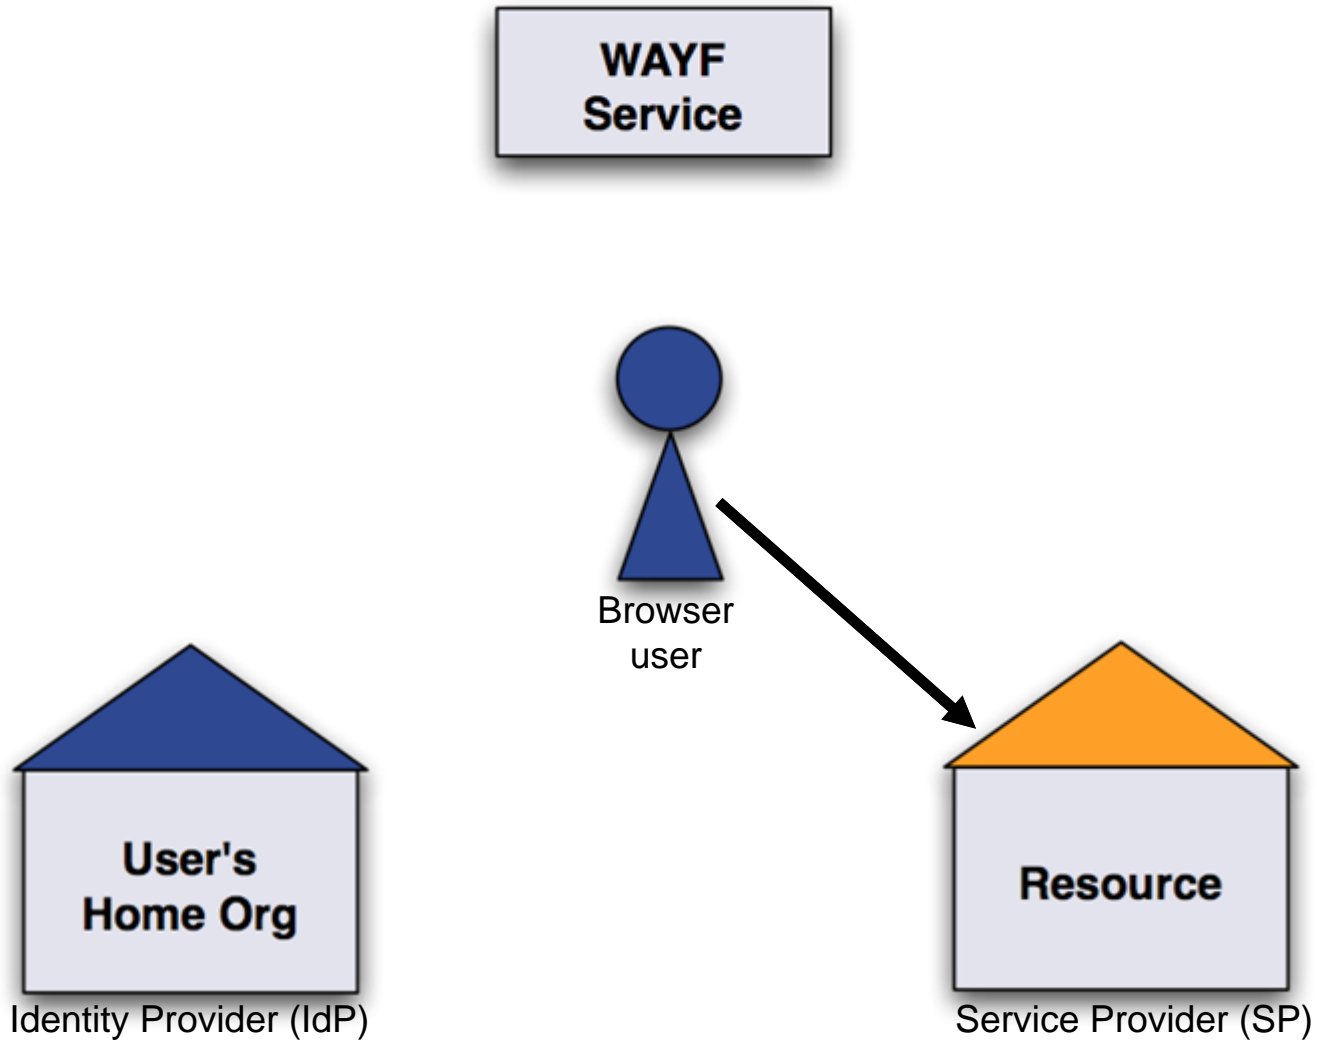 WAYF
Service
Browser
user
User's
Home Org
Identity Provider (IdP)
Resource
Service Provider (SP)